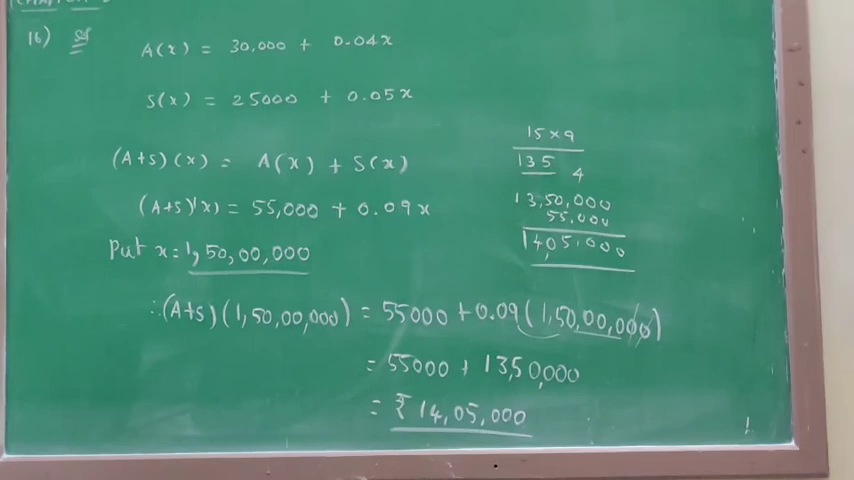 16) Sol
A(x) = 30,000 + 0.04x
S(x) = 25000 + 0.05x
(A+S)(x) = A(x) + S(x)
(A+S)(x) = 55,000 + 0.09x
Put x = 1,50,00,000
15×9
135
4
13,50,000
55,000
14,05,000
∴(A+S)(1,50,00,000) = 55000 + 0.09(1,50,00,000)
= 55000 + 13,50,000
= ₹14,05,000